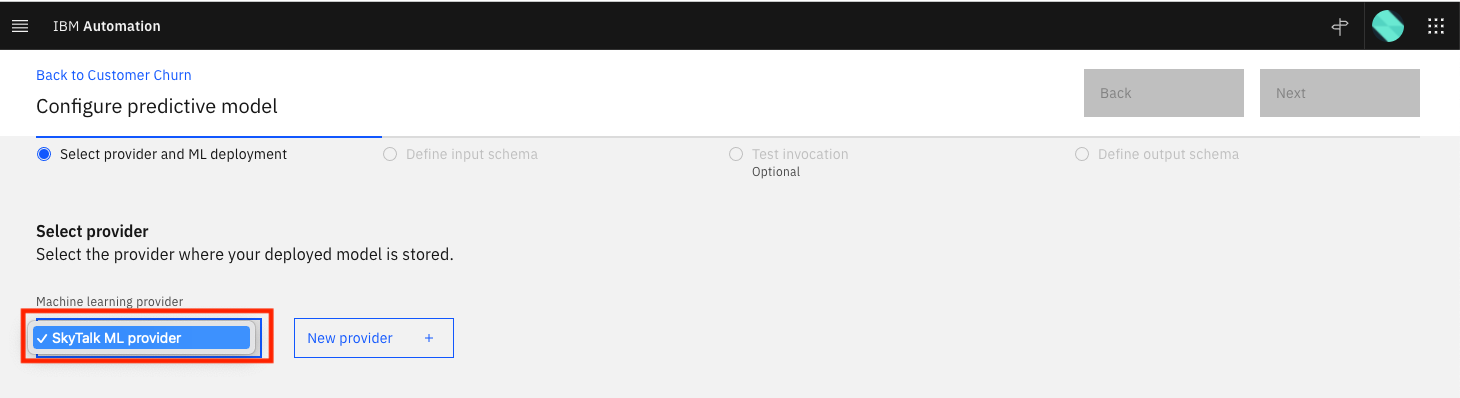 IBM Automation
Back to Customer Churn
Configure predictive model
Back
Next
Select provider and ML deployment
Define input schema
Test invocation
Optional
Define output schema
Select provider
Select the provider where your deployed model is stored.
Machine learning provider
✓ SkyTalk ML provider
New provider +